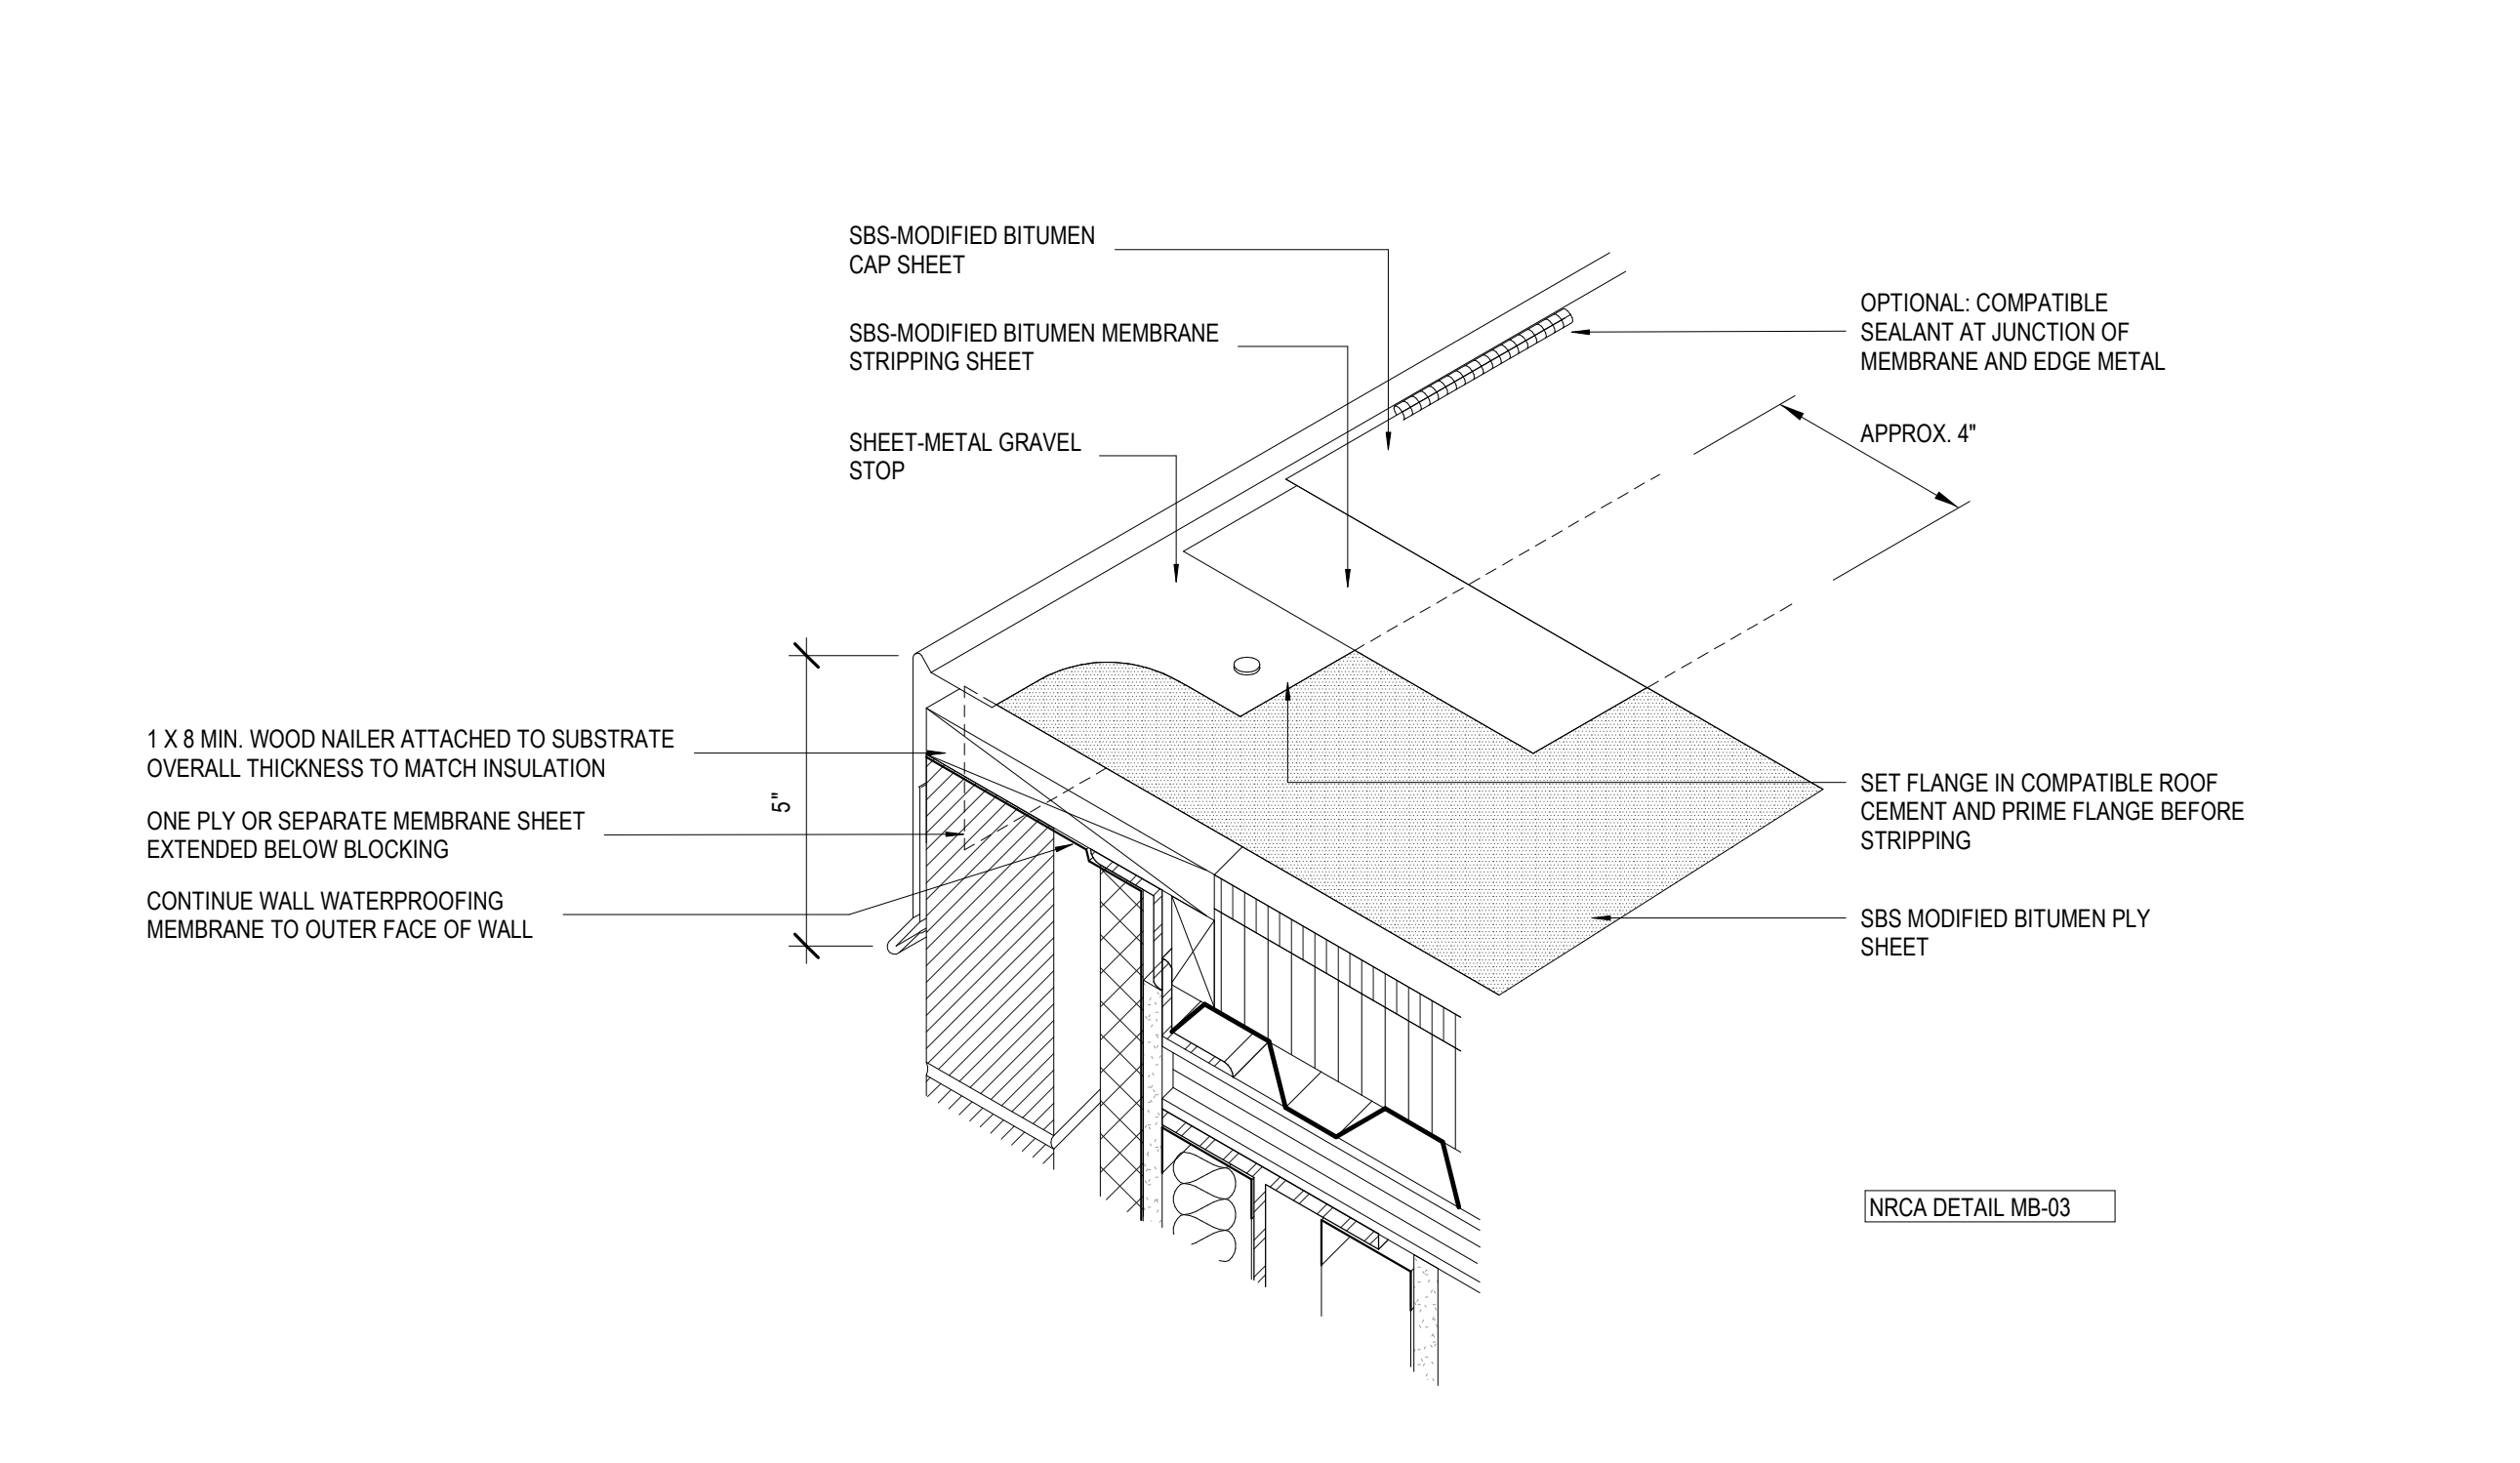 SBS-MODIFIED BITUMEN
CAP SHEET
SBS-MODIFIED BITUMEN MEMBRANE
STRIPPING SHEET
SHEET-METAL GRAVEL
STOP
OPTIONAL: COMPATIBLE
SEALANT AT JUNCTION OF
MEMBRANE AND EDGE METAL
APPROX. 4"
1 X 8 MIN. WOOD NAILER ATTACHED TO SUBSTRATE
OVERALL THICKNESS TO MATCH INSULATION
ONE PLY OR SEPARATE MEMBRANE SHEET
EXTENDED BELOW BLOCKING
CONTINUE WALL WATERPROOFING
MEMBRANE TO OUTER FACE OF WALL
5"
SET FLANGE IN COMPATIBLE ROOF
CEMENT AND PRIME FLANGE BEFORE
STRIPPING
SBS MODIFIED BITUMEN PLY
SHEET
NRCA DETAIL MB-03